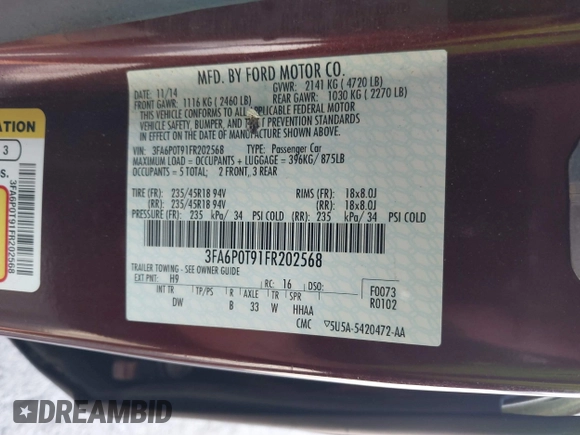 MFD. BY FORD MOTOR CO.
DATE: 11/14 GVWR: 2141 KG ( 4720 LB)
FRONT GAWR: 1116 KG ( 2460 LB) REAR GAWR: 1030 KG ( 2270 LB)
THIS VEHICLE CONFORMS TO ALL APPLICABLE FEDERAL MOTOR
VEHICLE SAFETY, BUMPER, AND THEFT PREVENTION STANDARDS
IN EFFECT ON THE DATE OF MANUFACTURE SHOWN ABOVE.
VIN: 3FA6P0T91FR202568 TYPE: Passenger Car
MAXIMUM LOAD = OCCUPANTS + LUGGAGE = 396KG/ 875LB
OCCUPANTS = 5 TOTAL; 2 FRONT, 3 REAR
TIRE (FR): 235/45R18 94V RIMS (FR): 18x8.0J
(RR): 235/45R18 94V (RR): 18x8.0J
PRESSURE (FR): 235 kPa/ 34 PSI COLD (RR): 235 kPa/ 34 PSI COLD
3FA6P0T91FR202568
TRAILER TOWING - SEE OWNER GUIDE
EXT PNT: H9 RC: 16 DSO: F0073
INT TR TP/PS R AXLE TR SPR R0102
DW B 33 W HHAA
CMC ▽5U5A-5420472-AA
ATION
3
S.
3FA6P0T91FR202568
DREAMBID